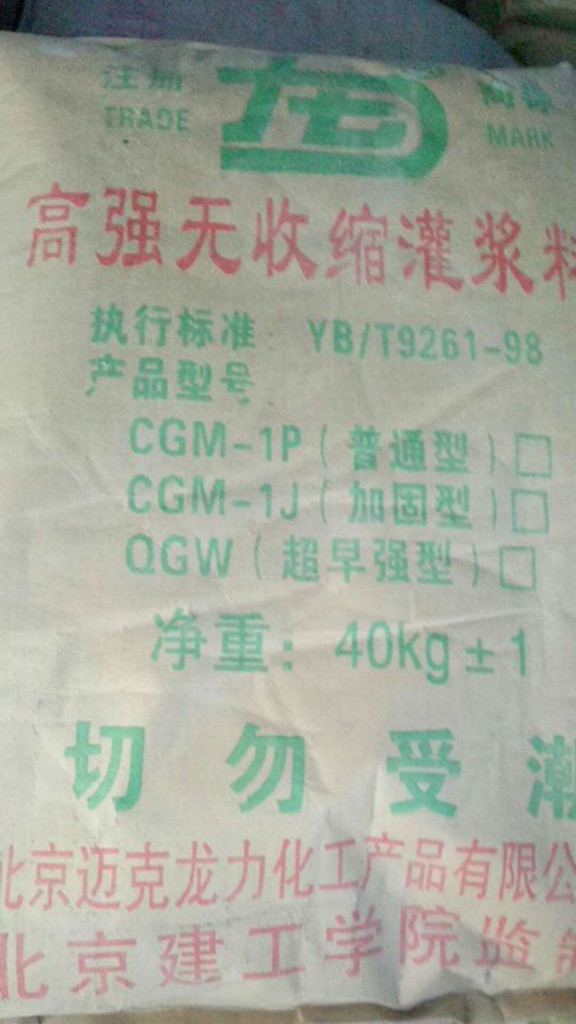 注册 商标
TRADE MARK
高强无收缩灌浆料
执行标准 YB/T9261-98
产品型号
CGM-1P(普通型)□
CGM-1J(加固型)□
QGW(超早强型)□
净重：40kg±1
切勿受潮
北京迈克龙力化工产品有限公
北京建工学院监制